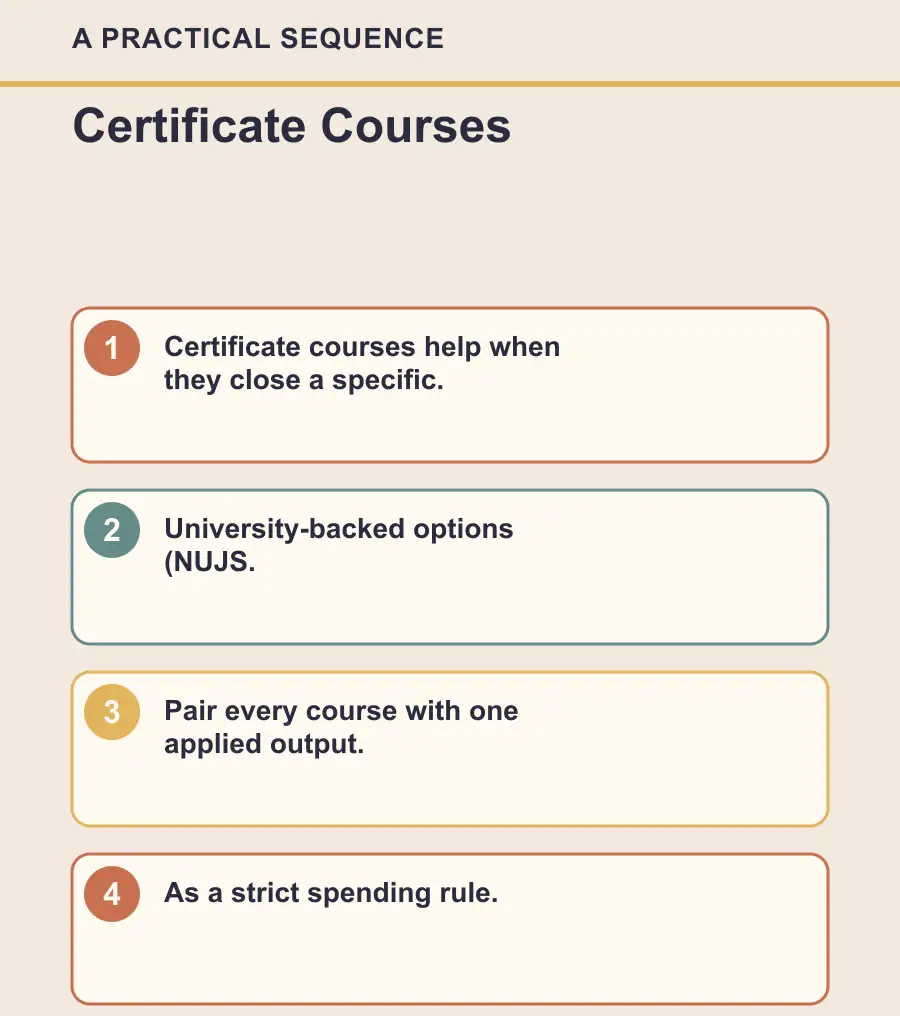 A PRACTICAL SEQUENCE
Certificate Courses
1
Certificate courses help when
they close a specific.
2
University-backed options
(NUJS.
3
Pair every course with one
applied output.
4
As a strict spending rule.